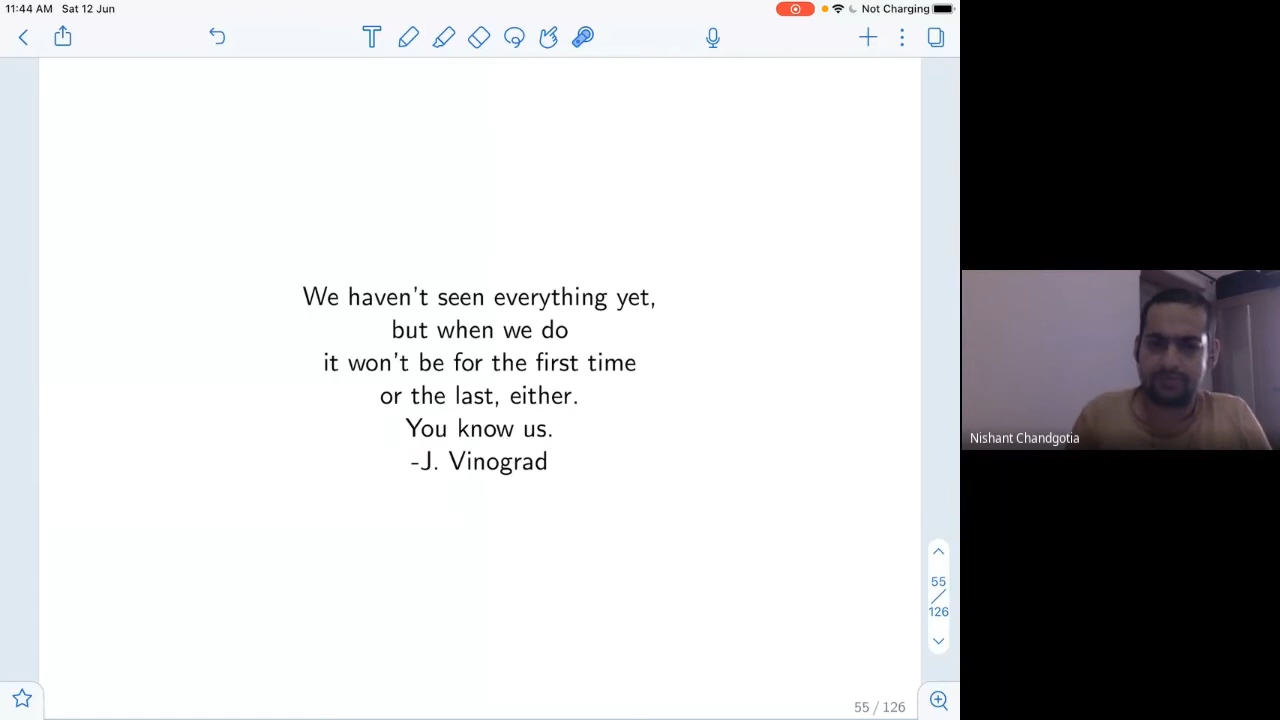 11:44 AM Sat 12 Jun
Not Charging
T
We haven't seen everything yet,
but when we do
it won't be for the first time
or the last, either.
You know us.
-J. Vinograd
Nishant Chandgotia
55
126
55 / 126